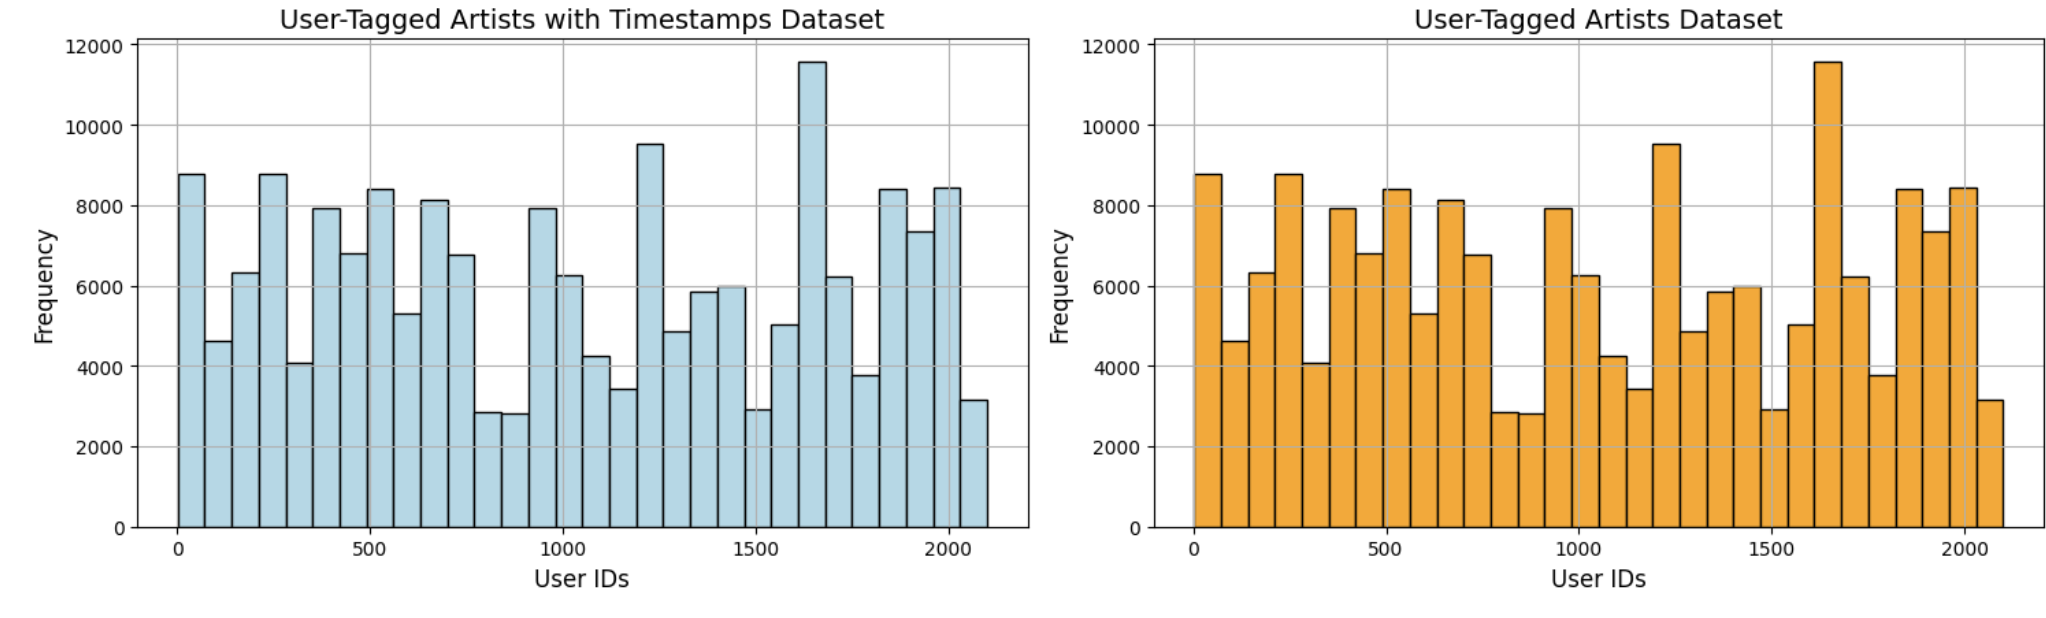 User-Tagged Artists with Timestamps Dataset
12000
10000
8000
6000
4000
2000
0
Frequency
0 500 1000 1500 2000
User IDs
User-Tagged Artists Dataset
12000
10000
8000
6000
4000
2000
0
Frequency
0 500 1000 1500 2000
User IDs